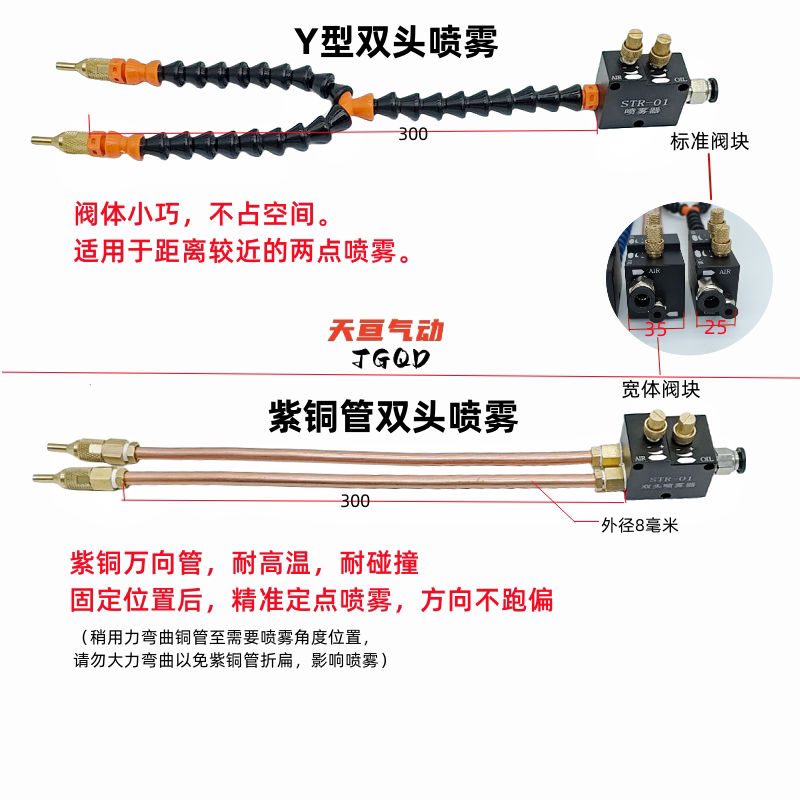 Y型双头喷雾
AIR
OIL
STR-01
喷雾器
300
标准阀块
阀体小巧，不占空间。
适用于距离较近的两点喷雾。
AIR
AIR
35
25
天亘气动
JGQD
宽体阀块
紫铜管双头喷雾
AIR
OIL
STR-01
双头喷雾器
300
外径8毫米
紫铜万向管，耐高温，耐碰撞
固定位置后，精准定点喷雾，方向不跑偏
（稍用力弯曲铜管至需要喷雾角度位置，
请勿大力弯曲以免紫铜管折扁，影响喷雾）